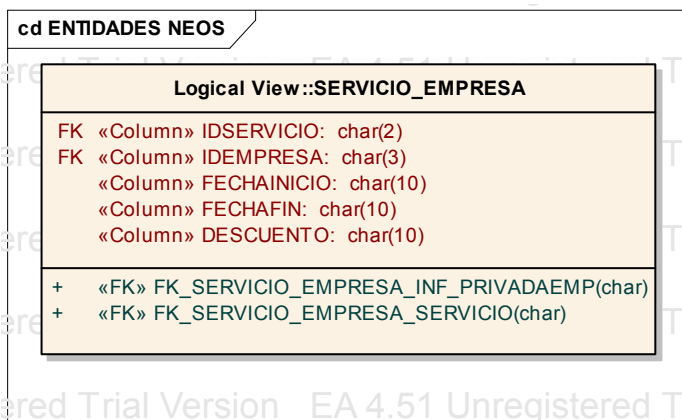 cd ENTIDADES NEOS
Logical View::SERVICIO_EMPRESA
FK «Column» IDSERVICIO: char(2)
FK «Column» IDEMPRESA: char(3)
«Column» FECHAINICIO: char(10)
«Column» FECHAFIN: char(10)
«Column» DESCUENTO: char(10)
+ «FK» FK_SERVICIO_EMPRESA_INF_PRIVADAEMP(char)
+ «FK» FK_SERVICIO_EMPRESA_SERVICIO(char)
ered Trial Version EA 4.51 Unregistered T